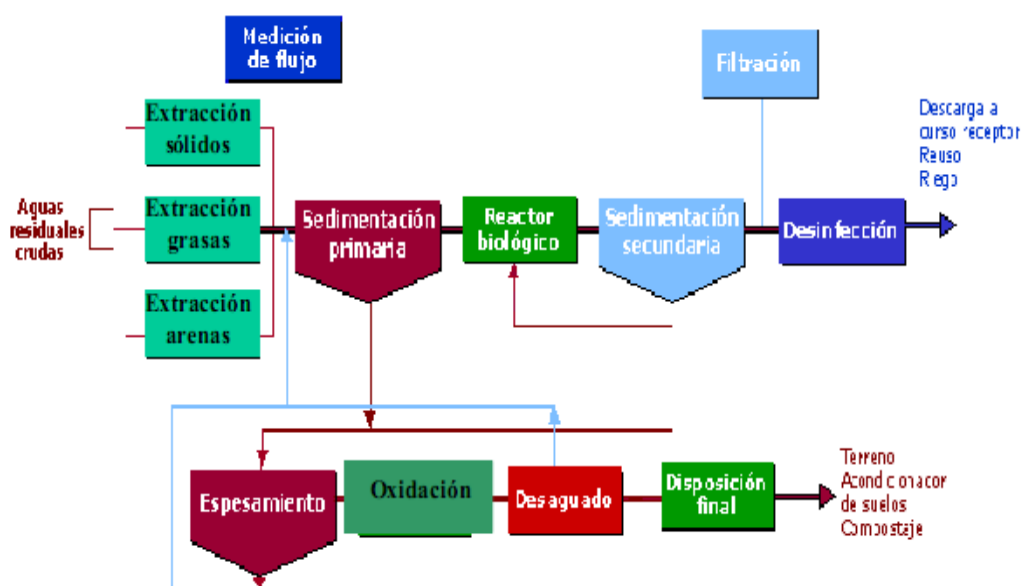 Medición
de flujo
Filtración
Extracción
sólidos
Descarga a
curso receptor
Reuso
Riego
Aguas
residuales
crudas
Extracción
grasas
Sedimentación
primaria
Reactor
biológico
Sedimentación
secundaria
Desinfección
Extracción
arenas
Espesamiento
Oxidación
Desaguado
Disposición
final
Terreno
Acondicionacor
de suelos
Compostaje